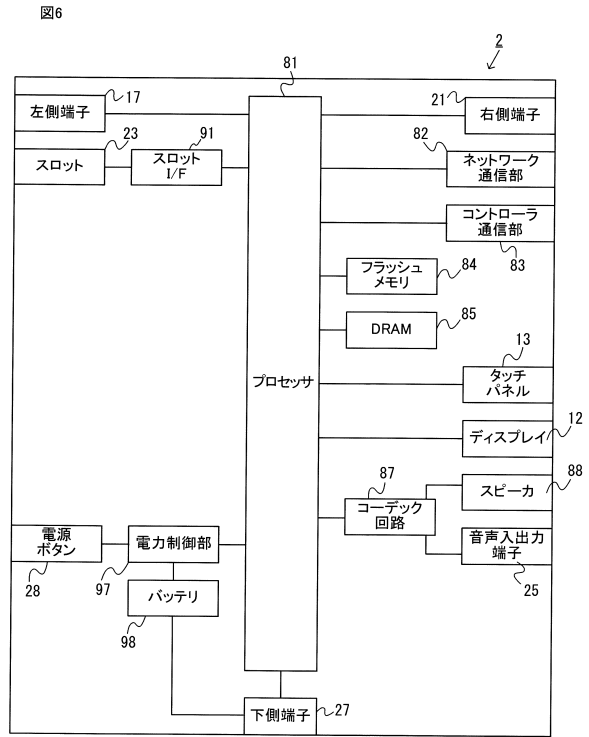 図6
2
81
左側端子
17
21
右側端子
スロット
23
スロット
I/F
91
82
ネットワーク
通信部
コントローラ
通信部
83
フラッシュ
メモリ
84
DRAM
85
13
タッチ
パネル
プロセッサ
ディスプレイ
12
87
コーデック
回路
スピーカ
88
電源
ボタン
28
電力制御部
97
音声入出力
端子
25
バッテリ
98
下側端子
27